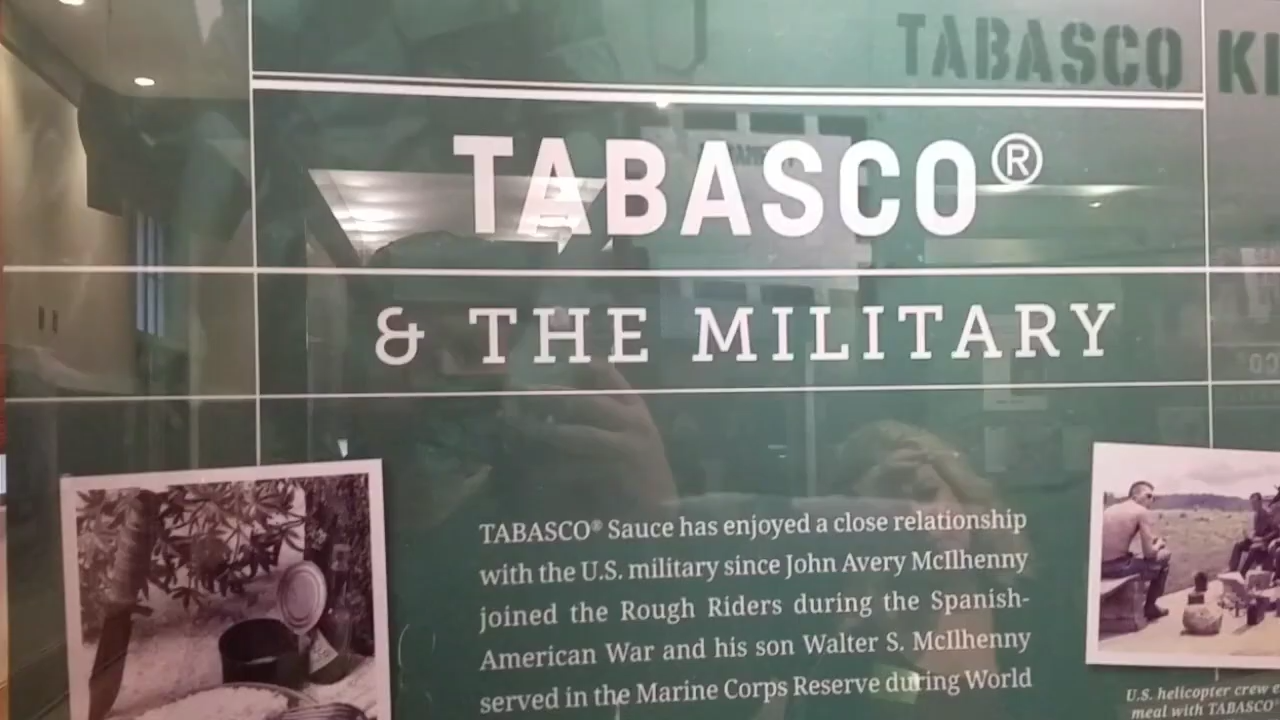 TABASCO KI
TABASCO®
& THE MILITARY
TABASCO® Sauce has enjoyed a close relationship
with the U.S. military since John Avery McIlhenny
joined the Rough Riders during the Spanish-
American War and his son Walter S. McIlhenny
served in the Marine Corps Reserve during World
U.S. helicopter crew e
meal with TABASCO